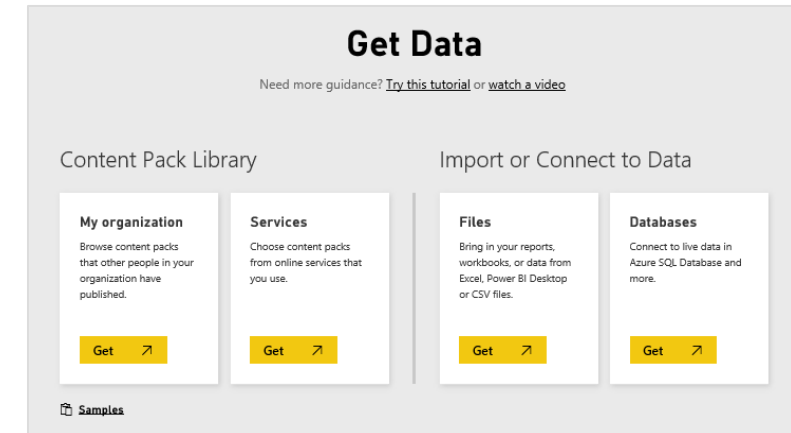 Get Data
Need more guidance? Try this tutorial or watch a video
Content Pack Library
Import or Connect to Data
My organization
Browse content packs
that other people in your
organization have
published.
Get
Services
Choose content packs
from online services that
you use.
Get
Files
Bring in your reports,
workbooks, or data from
Excel, Power BI Desktop
or CSV files.
Get
Databases
Connect to live data in
Azure SQL Database and
more.
Get
Samples